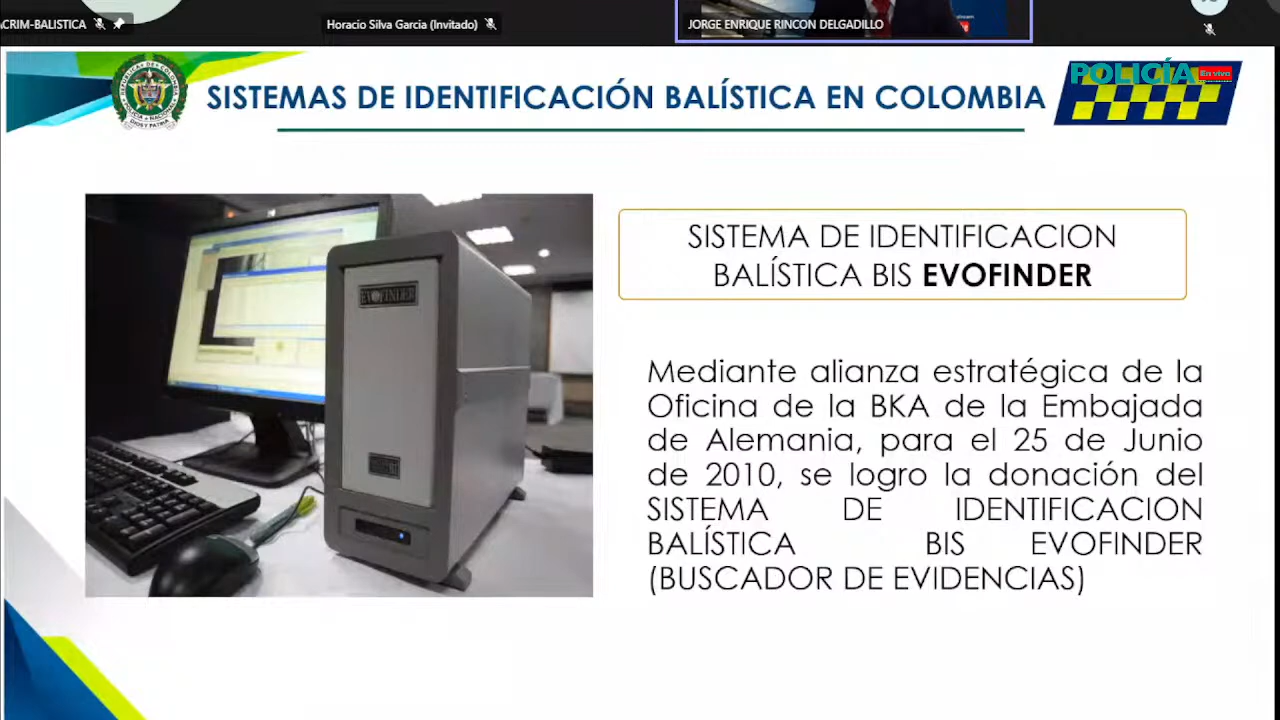 ACRIM-BALISTICA
Horacio Silva Garcia (Invitado)
JORGE ENRIQUE RINCON DELGADILLO
SISTEMAS DE IDENTIFICACIÓN BALÍSTICA EN COLOMBIA
POLICÍA
En vivo
EVOFINDER
SISTEMA DE IDENTIFICACION
BALÍSTICA BIS EVOFINDER
Mediante alianza estratégica de la
Oficina de la BKA de la Embajada
de Alemania, para el 25 de Junio
de 2010, se logro la donación del
SISTEMA DE IDENTIFICACION
BALÍSTICA BIS EVOFINDER
(BUSCADOR DE EVIDENCIAS)